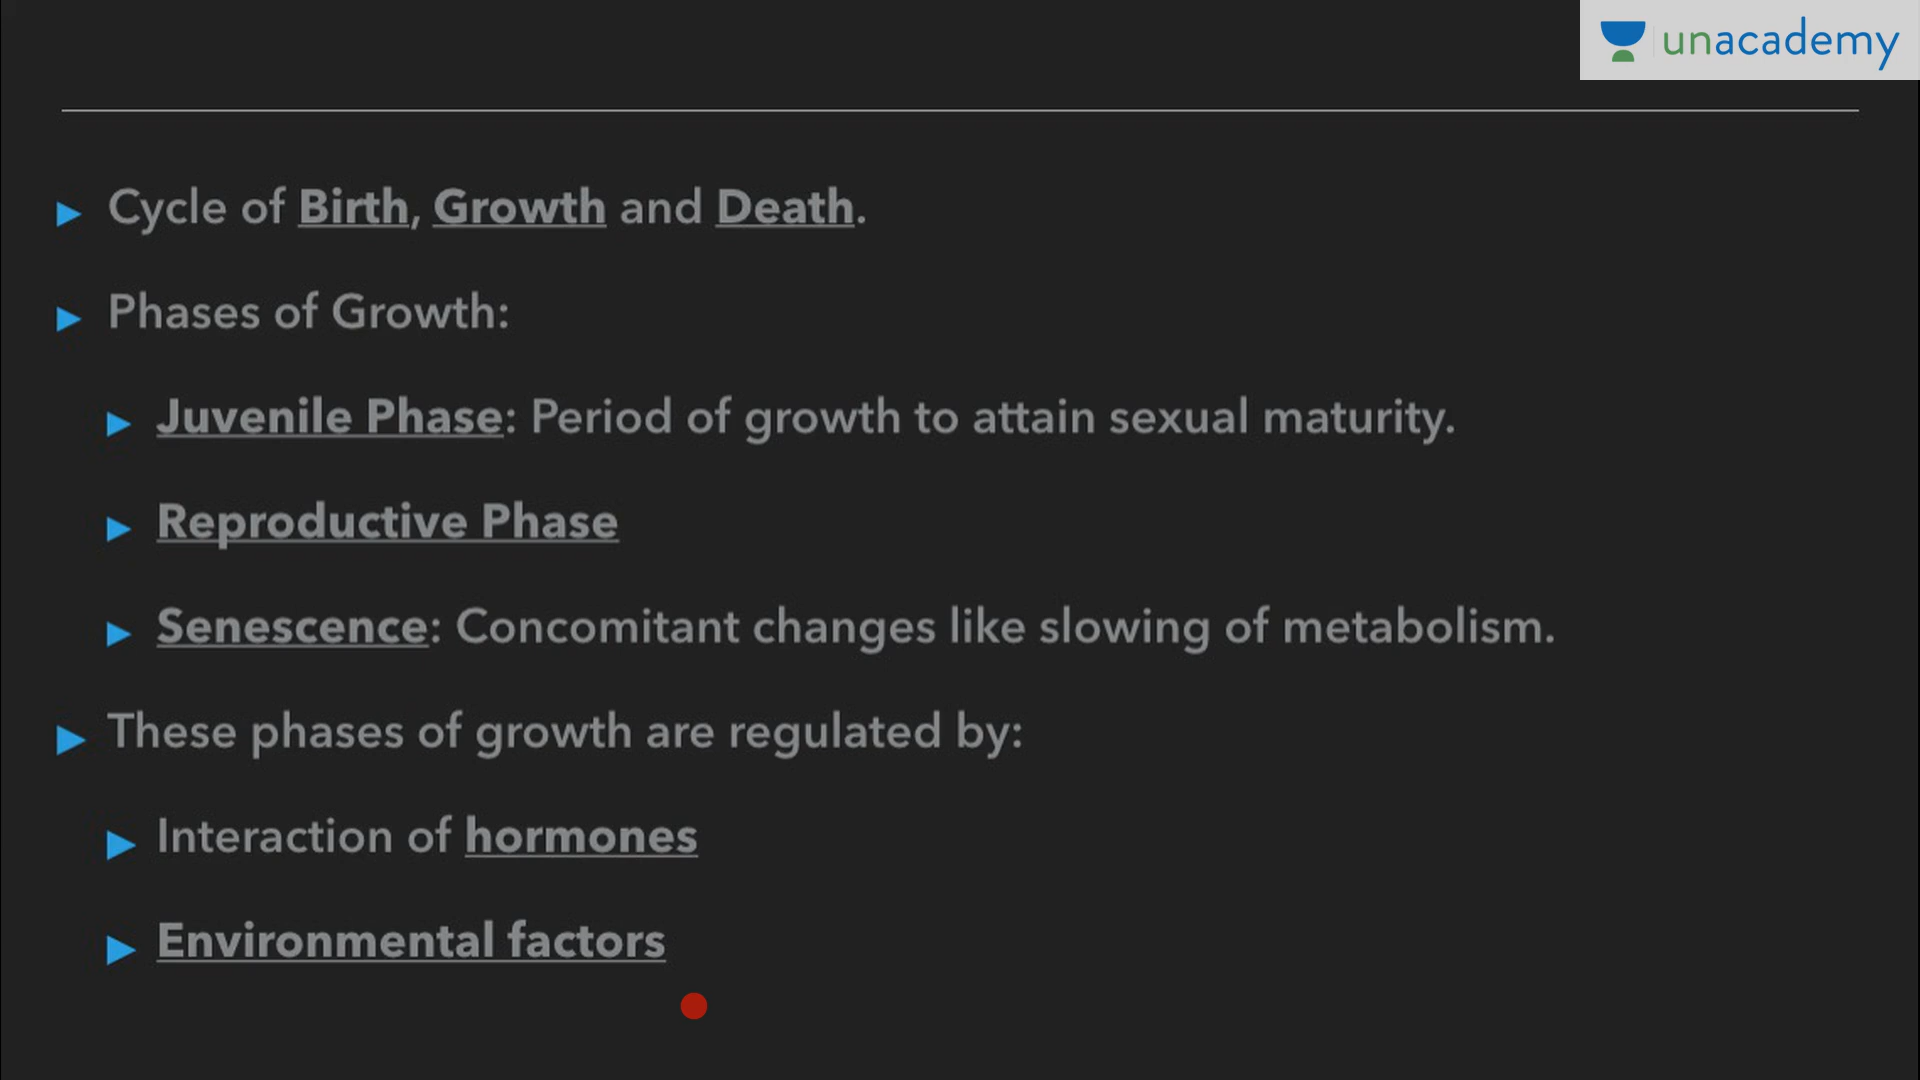 unacademy
Cycle of Birth, Growth and Death.
Phases of Growth:
Juvenile Phase: Period of growth to attain sexual maturity.
Reproductive Phase
Senescence: Concomitant changes like slowing of metabolism.
These phases of growth are regulated by:
Interaction of hormones
Environmental factors